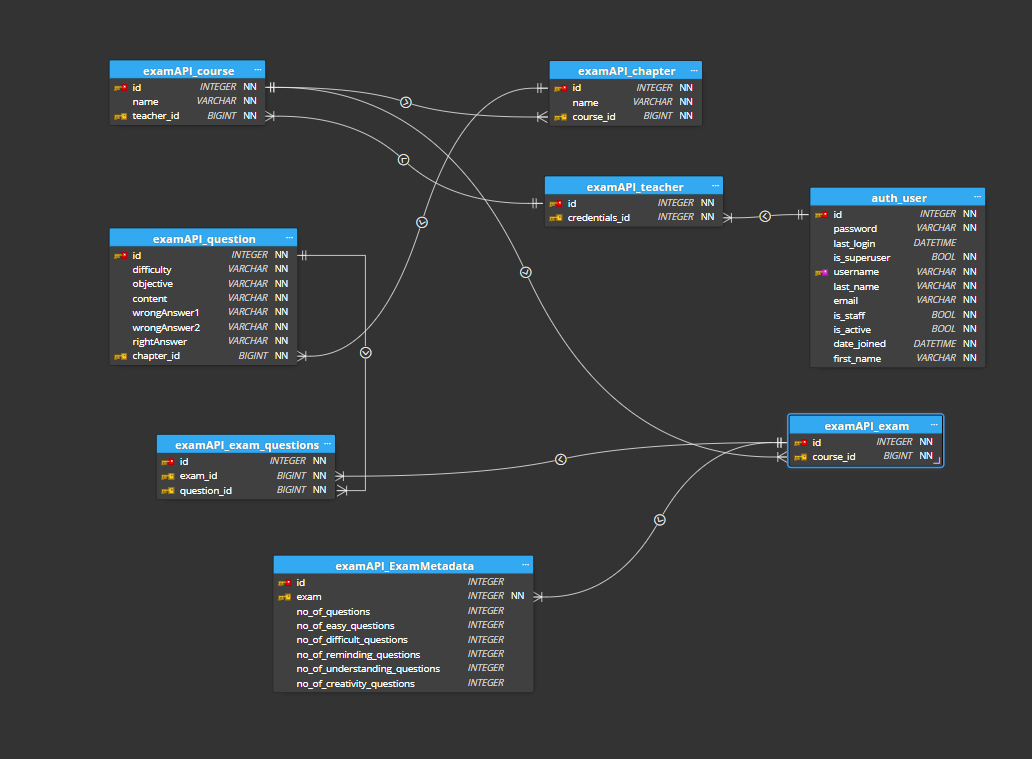 examAPI_course ...
id INTEGER NN
name VARCHAR NN
teacher_id BIGINT NN
examAPI_chapter ...
id INTEGER NN
name VARCHAR NN
course_id BIGINT NN
examAPI_teacher ...
id INTEGER NN
credentials_id INTEGER NN
auth_user ...
id INTEGER NN
password VARCHAR NN
last_login DATETIME
is_superuser BOOL NN
username VARCHAR NN
last_name VARCHAR NN
email VARCHAR NN
is_staff BOOL NN
is_active BOOL NN
date_joined DATETIME NN
first_name VARCHAR NN
examAPI_question ...
id INTEGER NN
difficulty VARCHAR NN
objective VARCHAR NN
content VARCHAR NN
wrongAnswer1 VARCHAR NN
wrongAnswer2 VARCHAR NN
rightAnswer VARCHAR NN
chapter_id BIGINT NN
examAPI_exam ...
id INTEGER NN
course_id BIGINT NN
examAPI_exam_questions ...
id INTEGER NN
exam_id BIGINT NN
question_id BIGINT NN
examAPI_ExamMetadata ...
id INTEGER
exam INTEGER NN
no_of_questions INTEGER
no_of_easy_questions INTEGER
no_of_difficult_questions INTEGER
no_of_reminding_questions INTEGER
no_of_understanding_questions INTEGER
no_of_creativity_questions INTEGER